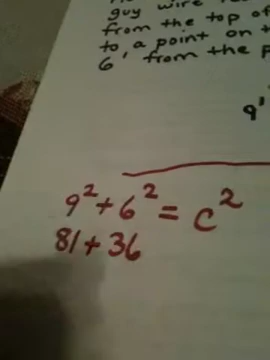 guy wire
from the top of
to a point on
6' from the
9'
9² + 6² = c²
81 + 36